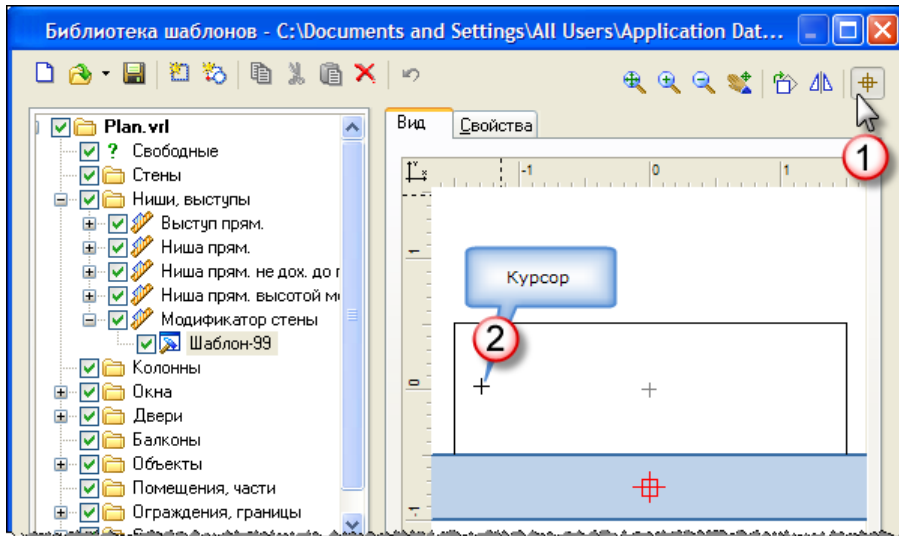 Библиотека шаблонов - C:\Documents and Settings\All Users\Application Dat...
Plan.vrl
? Свободные
Стены
Ниши, выступы
Выступ прям.
Ниша прям.
Ниша прям. не дох. до г
Ниша прям. высотой м
Модификатор стены
Шаблон-99
Колонны
Окна
Двери
Балконы
Объекты
Помещения, части
Ограждения, границы
Вид
Свойства
Y x
-1 0 1
1
0
-1
Курсор
1
2